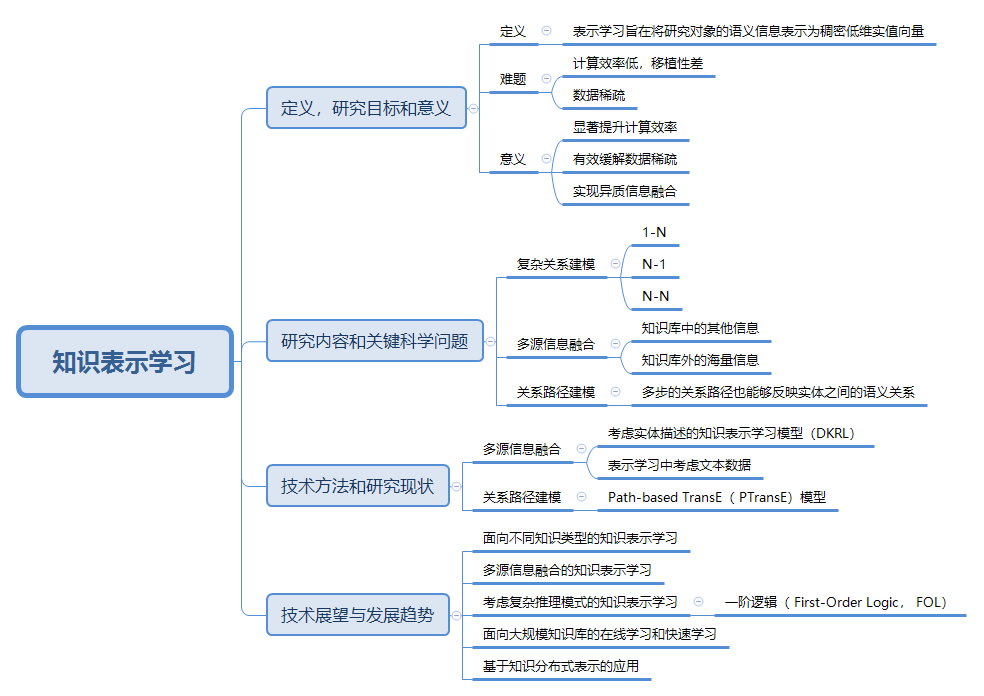 知识表示学习
定义，研究目标和意义
定义
表示学习旨在将研究对象的语义信息表示为稠密低维实值向量
难题
计算效率低，移植性差
数据稀疏
意义
显著提升计算效率
有效缓解数据稀疏
实现异质信息融合
研究内容和关键科学问题
复杂关系建模
1-N
N-1
N-N
多源信息融合
知识库中的其他信息
知识库外的海量信息
关系路径建模
多步的关系路径也能够反映实体之间的语义关系
技术方法和研究现状
多源信息融合
考虑实体描述的知识表示学习模型（DKRL）
表示学习中考虑文本数据
关系路径建模
Path-based TransE（ PTransE）模型
技术展望与发展趋势
面向不同知识类型的知识表示学习
多源信息融合的知识表示学习
考虑复杂推理模式的知识表示学习
一阶逻辑（ First-Order Logic， FOL）
面向大规模知识库的在线学习和快速学习
基于知识分布式表示的应用